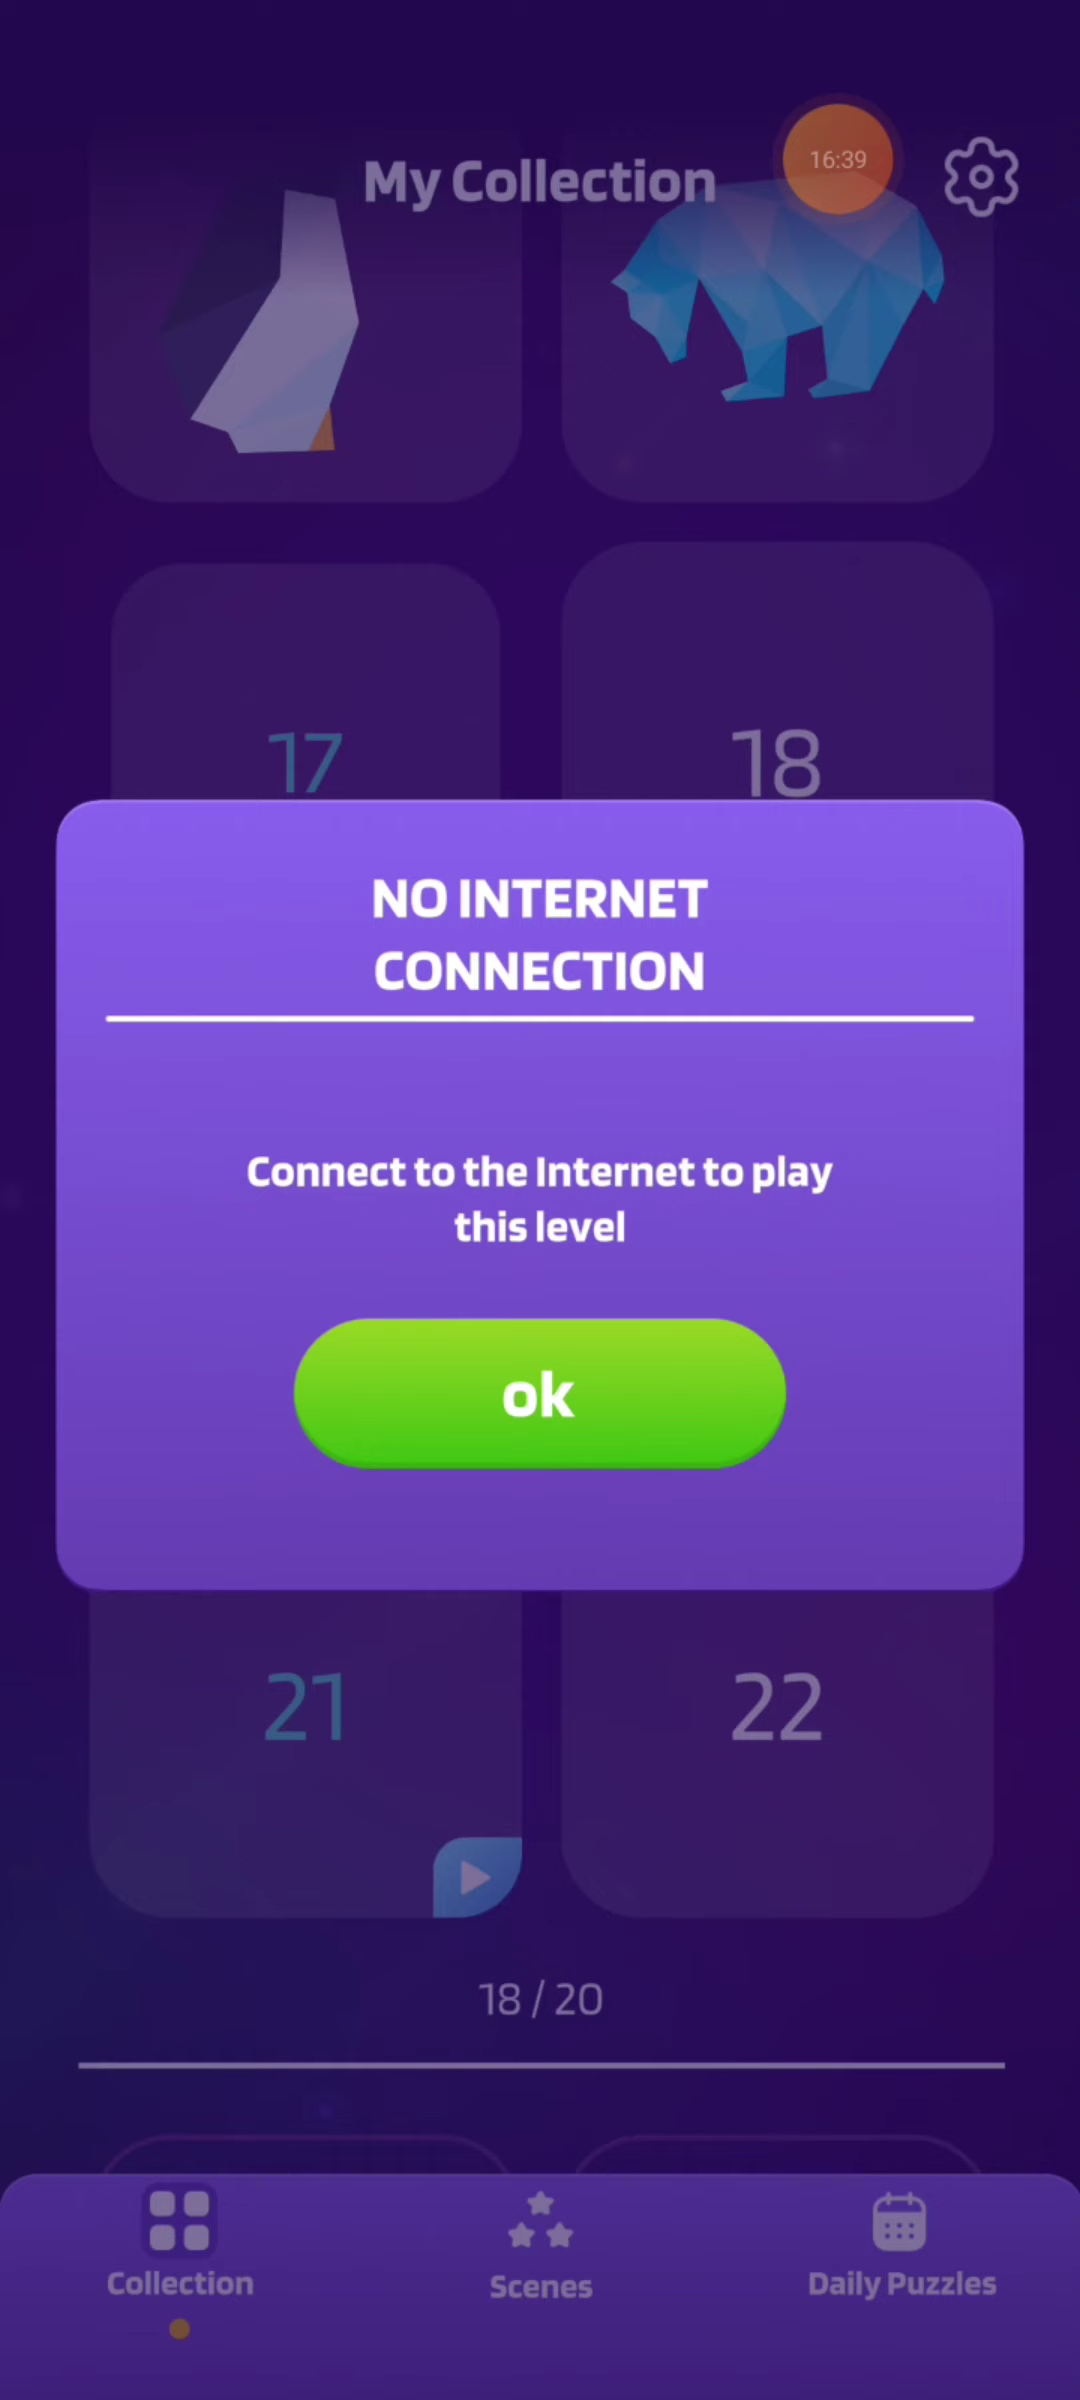 My Collection
16:39
17
18
NO INTERNET
CONNECTION
Connect to the Internet to play
this level
ok
21
22
18 / 20
Collection
Scenes
Daily Puzzles